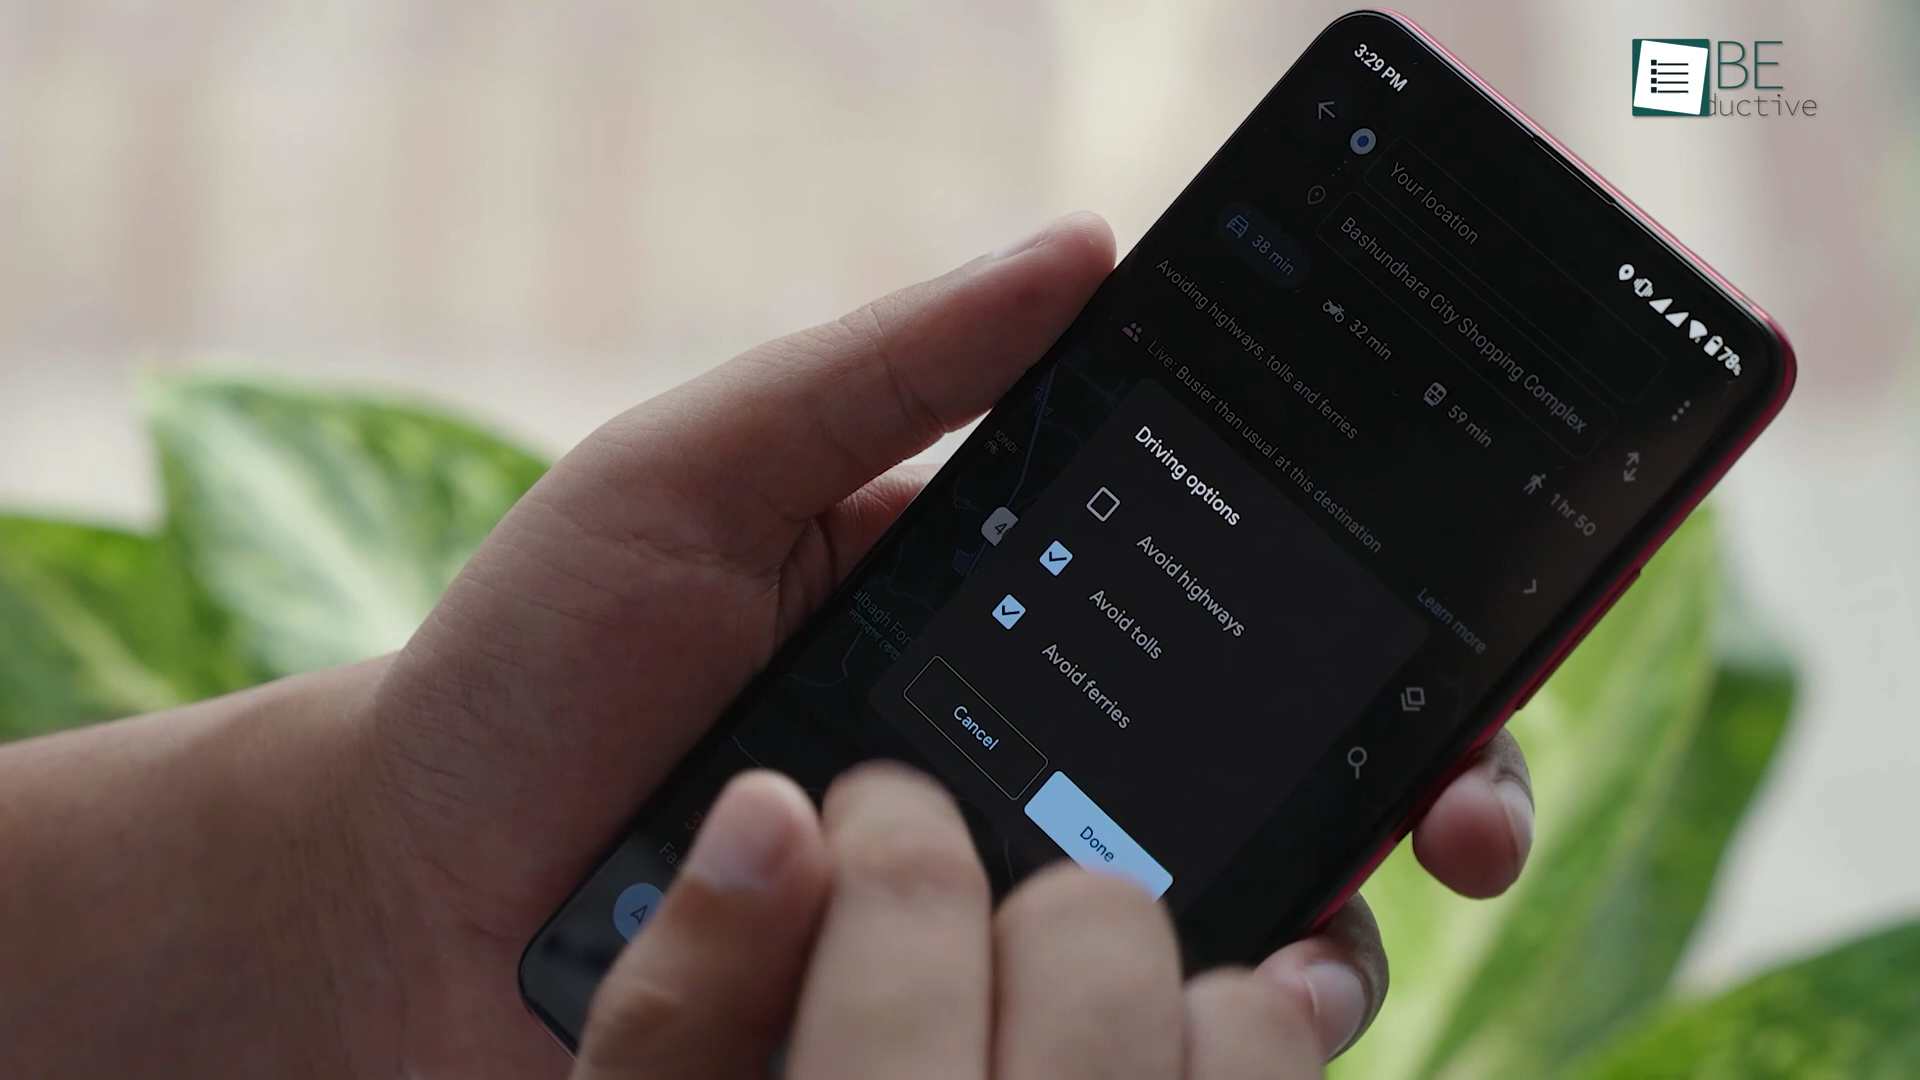 BE
ductive
3:29 PM
78%
Your location
Bashundhara City Shopping Complex
38 min
32 min
59 min
1 hr 50
Avoiding highways, tolls and ferries
Live: Busier than usual at this destination
Learn more
Driving options
Avoid highways
Avoid tolls
Avoid ferries
Cancel
Done
4